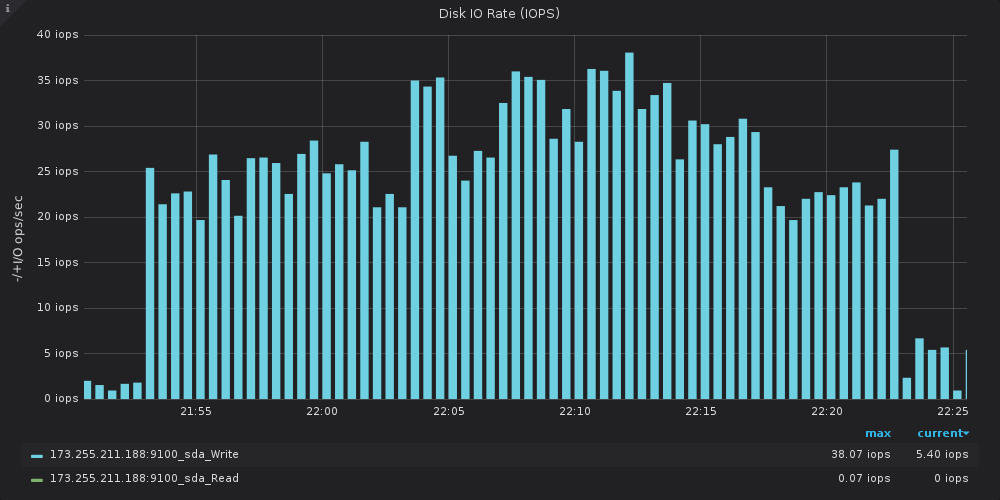 i
Disk IO Rate (IOPS)
40 iops
35 iops
30 iops
25 iops
20 iops
15 iops
10 iops
5 iops
0 iops
-/+I/O ops/sec
21:55 22:00 22:05 22:10 22:15 22:20 22:25
max current
173.255.211.188:9100_sda_Write 38.07 iops 5.40 iops
173.255.211.188:9100_sda_Read 0.07 iops 0 iops